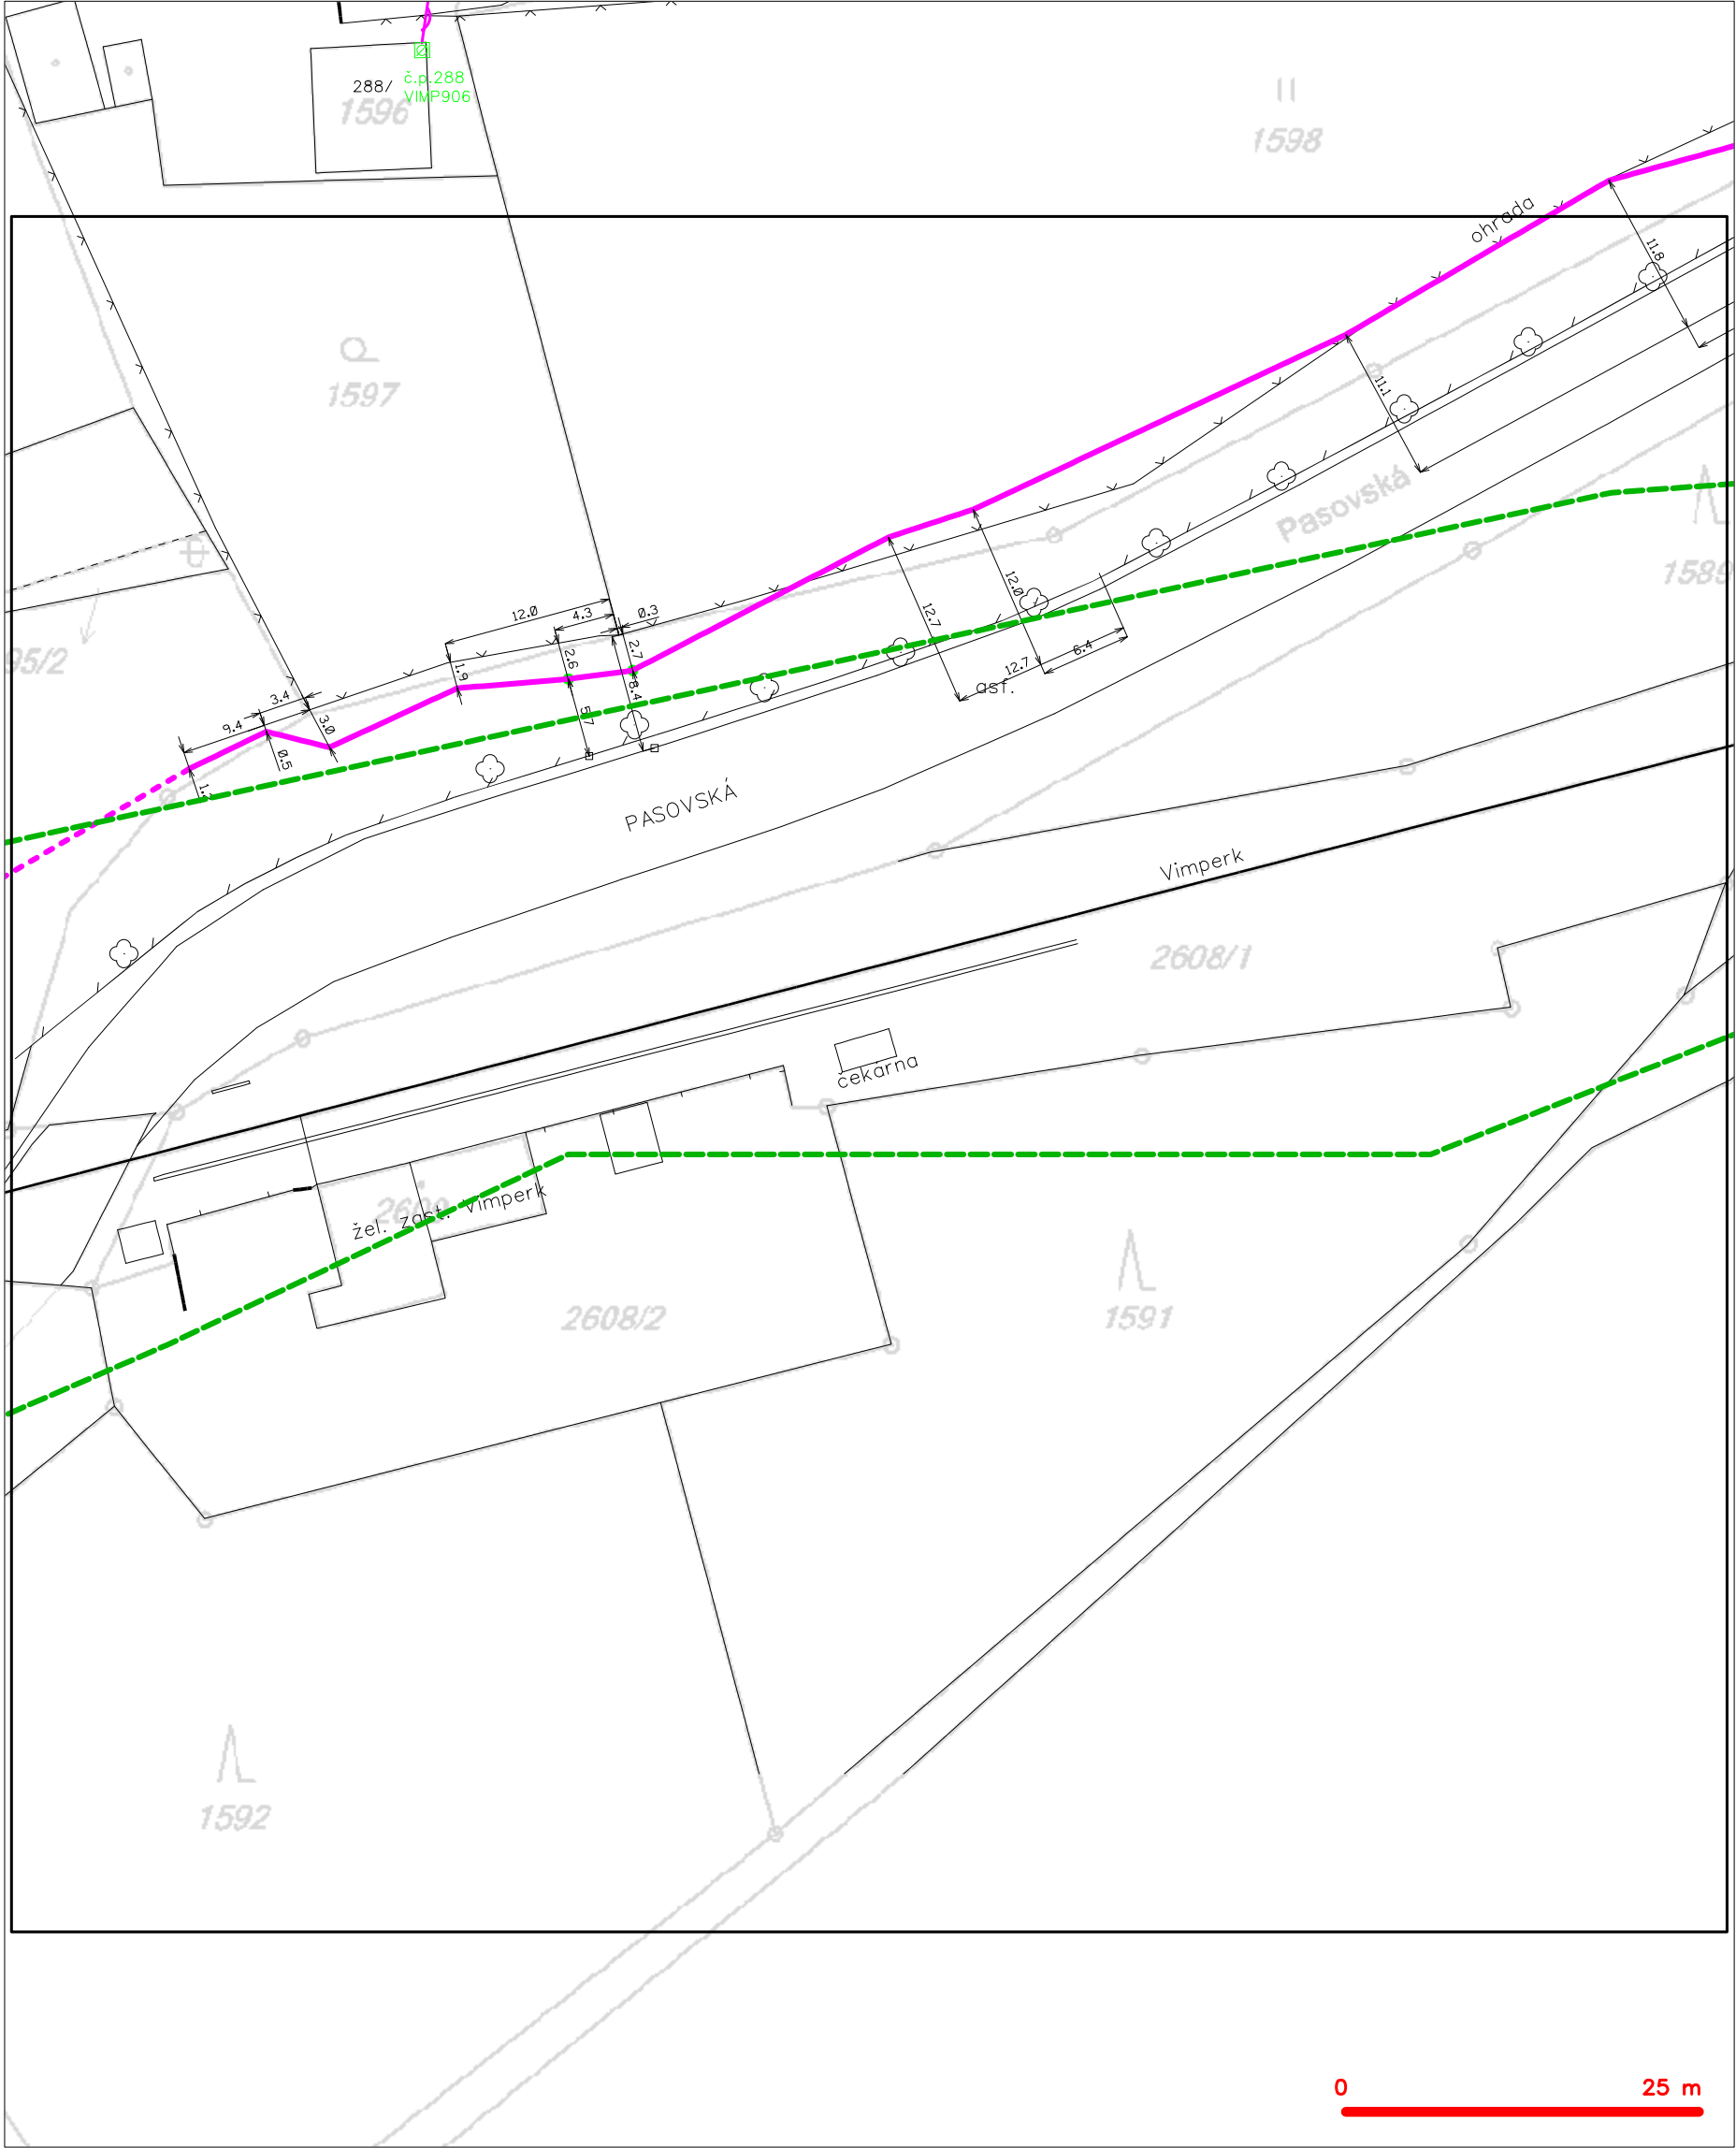 288/
č.p.288
VIMP906
1596
1598
ohrada
11.8
1597
11.1
Pasovská
1589
12.0
4.3
0.3
12.0
12.7
2.6
2.7
95/2
1.9
8.4
12.7
6.4
asf.
3.4
9.4
3.0
5.7
0.5
PASOVSKÁ
Vimperk
2608/1
čekárna
žel. zast. Vimperk
2608/2
1591
1592
0 25 m